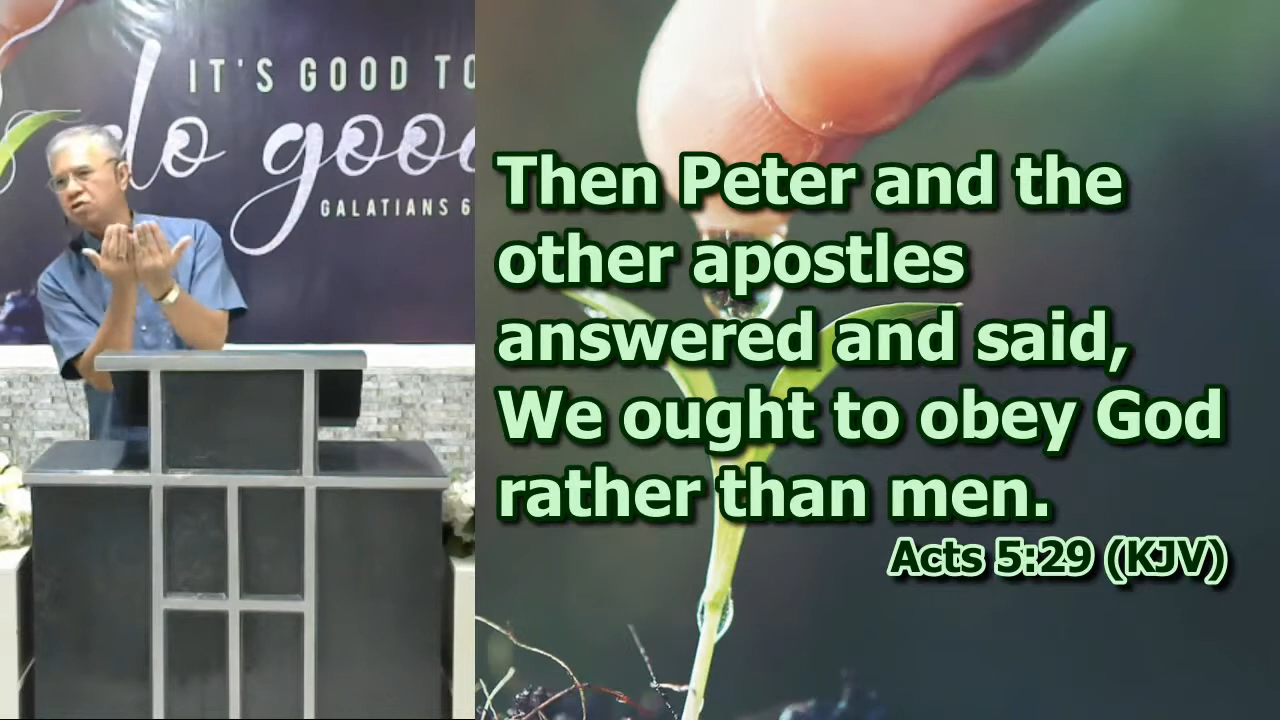 IT'S GOOD TO
do good
GALATIANS 6
Then Peter and the
other apostles
answered and said,
We ought to obey God
rather than men.
Acts 5:29 (KJV)